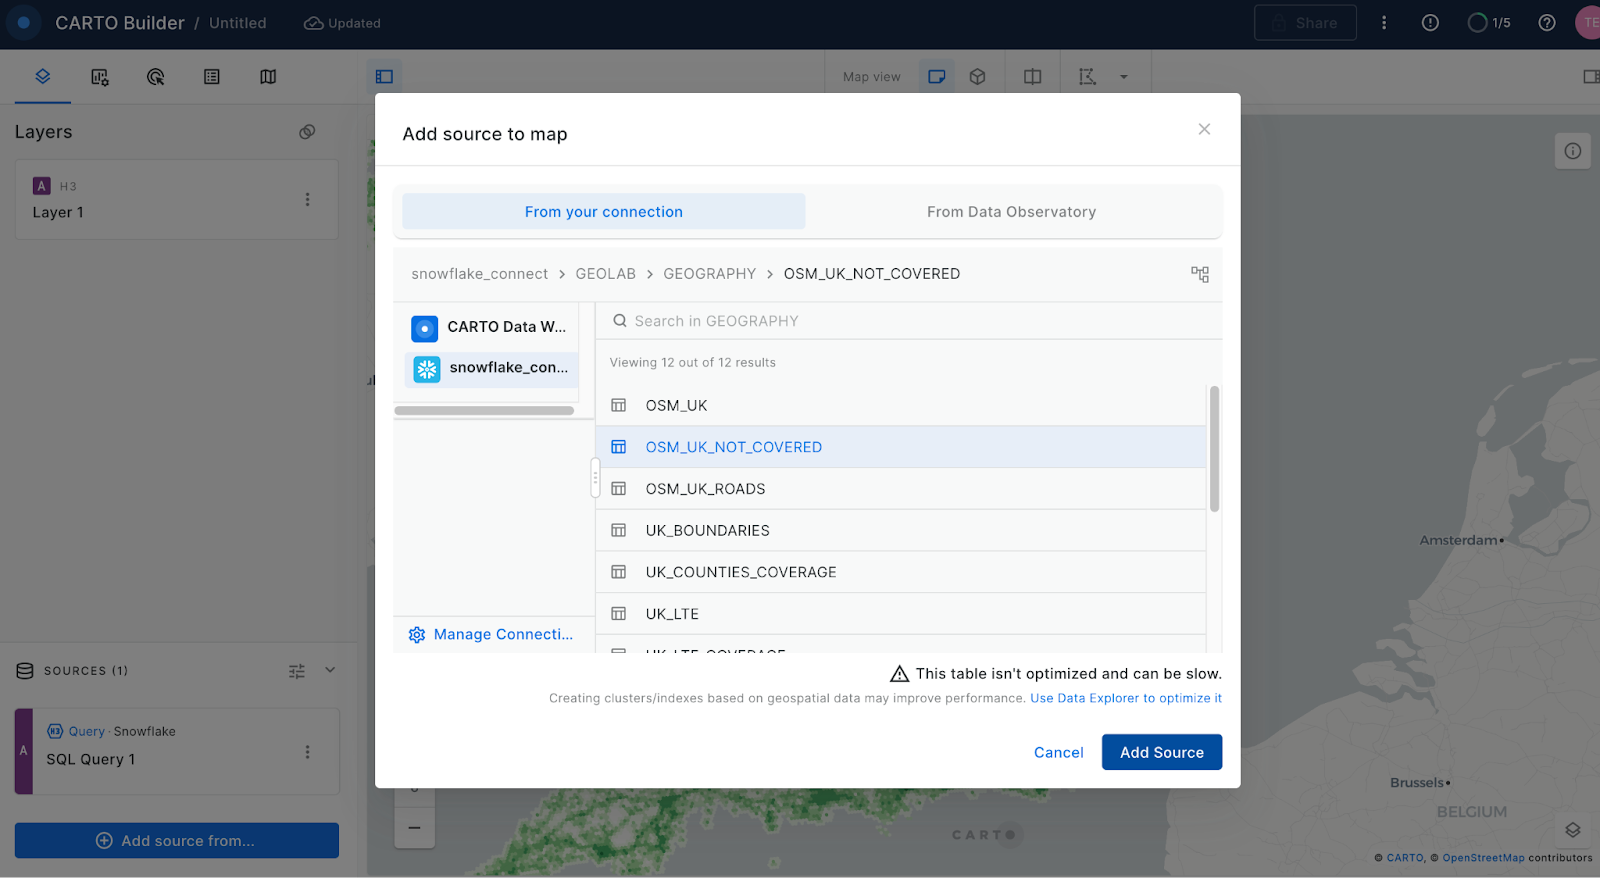 CARTO Builder / Untitled
Updated
Share
1/5
TE
Map view
Layers
A H3
Layer 1
Add source to map
From your connection
From Data Observatory
snowflake_connect > GEOLAB > GEOGRAPHY > OSM_UK_NOT_COVERED
CARTO Data W...
snowflake_con...
Manage Connecti...
Search in GEOGRAPHY
Viewing 12 out of 12 results
OSM_UK
OSM_UK_NOT_COVERED
OSM_UK_ROADS
UK_BOUNDARIES
UK_COUNTIES_COVERAGE
UK_LTE
UK_LTE_COVERAGE
This table isn't optimized and can be slow.
Creating clusters/indexes based on geospatial data may improve performance. Use Data Explorer to optimize it
Cancel
Add Source
SOURCES (1)
A
H3 Query · Snowflake
SQL Query 1
Add source from...
Amsterdam
Brussels
BELGIUM
CARTO
© CARTO, © OpenStreetMap contributors